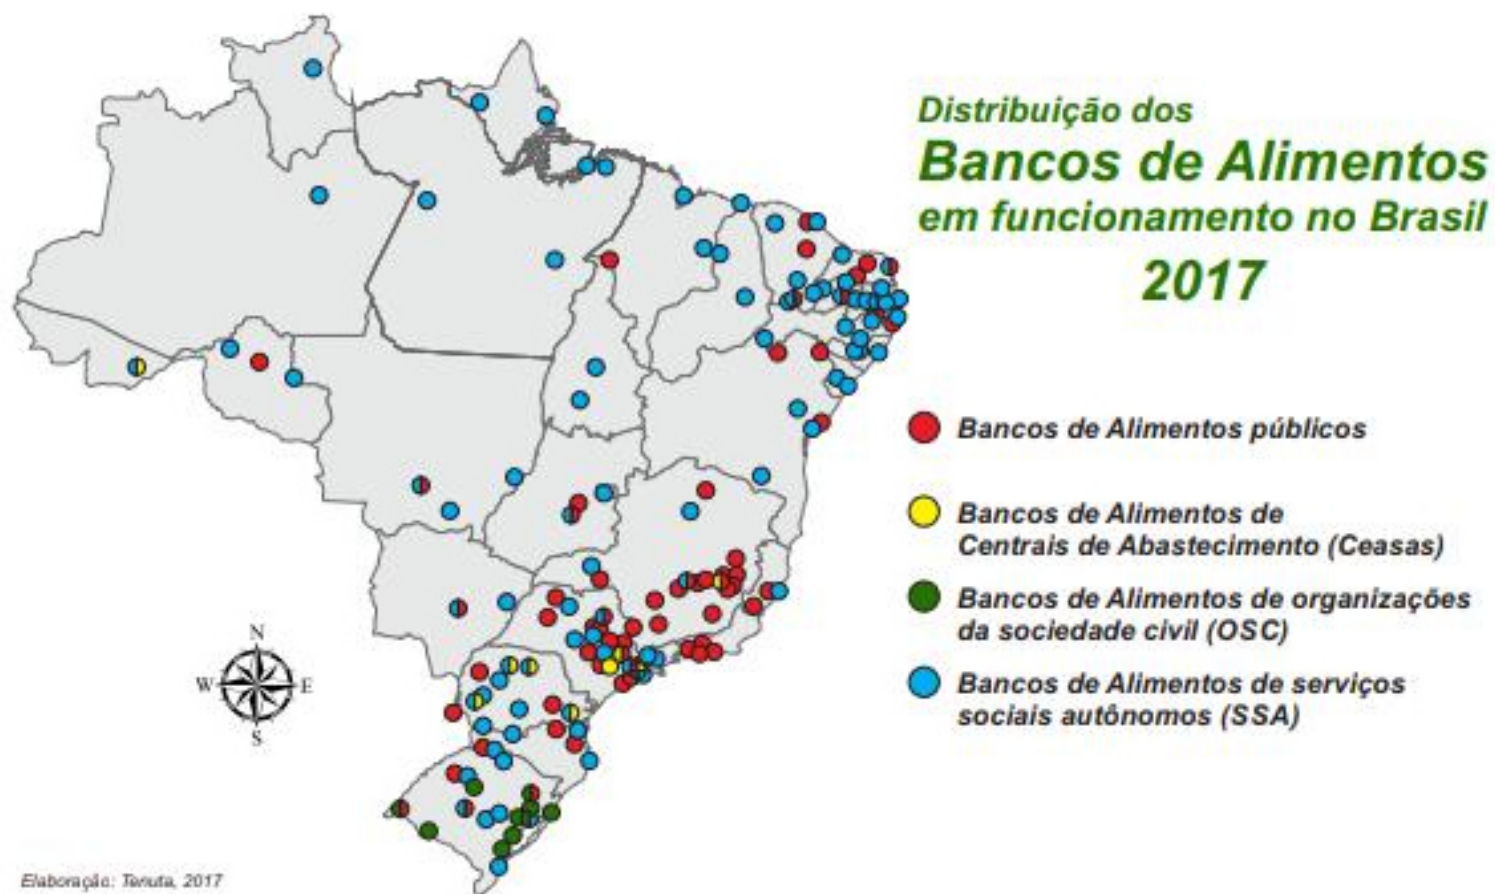 Distribuição dos
Bancos de Alimentos
em funcionamento no Brasil
2017
Bancos de Alimentos públicos
Bancos de Alimentos de
Centrais de Abastecimento (Ceasas)
Bancos de Alimentos de organizações
da sociedade civil (OSC)
Bancos de Alimentos de serviços
sociais autônomos (SSA)
N
W
E
S
Elaboração: Tenuta, 2017